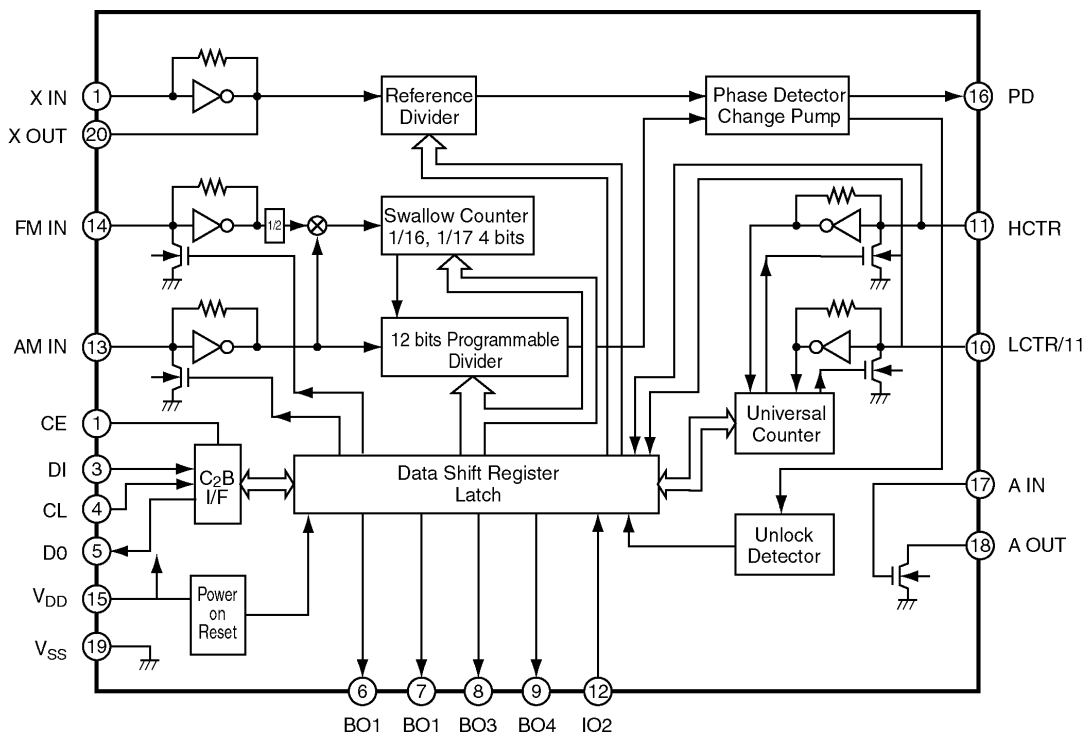 X IN
1
X OUT
20
Reference
Divider
Phase Detector
Change Pump
16
PD
FM IN
14
1/2
Swallow Counter
1/16, 1/17 4 bits
11
HCTR
AM IN
13
12 bits Programmable
Divider
10
LCTR/11
CE
1
DI
3
CL
4
D0
5
C2B
I/F
Data Shift Register
Latch
Universal
Counter
17
A IN
Unlock
Detector
18
A OUT
VDD
15
Power
on
Reset
VSS
19
6
7
8
9
12
BO1
BO1
BO3
BO4
IO2